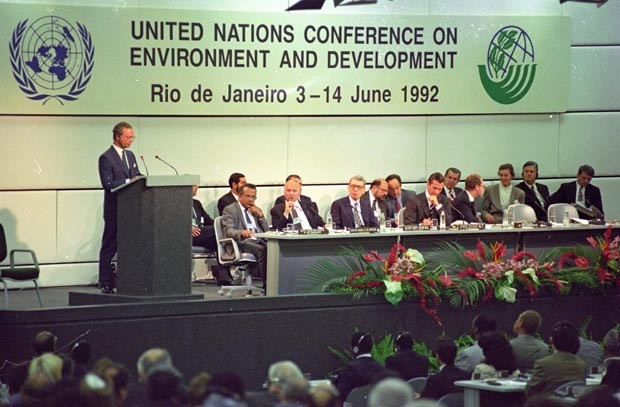 UNITED NATIONS CONFERENCE ON
ENVIRONMENT AND DEVELOPMENT
Rio de Janeiro 3–14 June 1992